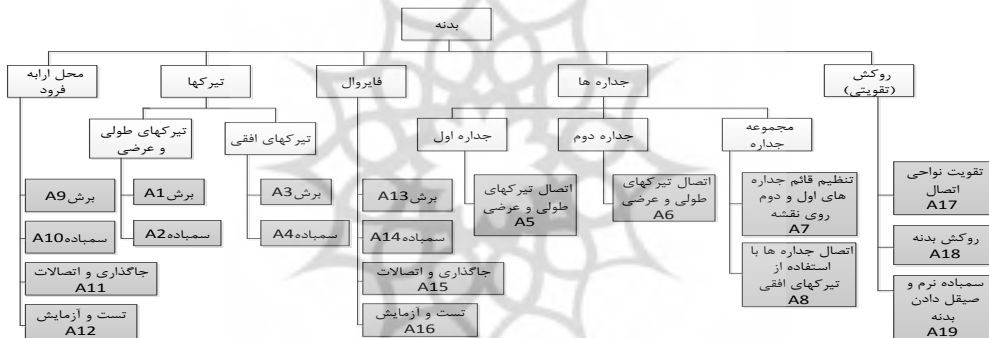 بدنه
روکش
(تقویتی)
جداره ها
فایروال
تیرکها
محل ارابه
فرود
مجموعه
جداره
جداره دوم
جداره اول
تیرکهای افقی
تیرکهای طولی
و عرضی
تقویت نواحی
اتصال
A17
روکش بدنه
A18
سمباده نرم و
صیقل دادن
بدنه
A19
تنظیم قائم جداره
های اول و دوم
روی نقشه
A7
اتصال جداره ها با
استفاده از
تیرکهای افقی
A8
اتصال تیرکهای
طولی و عرضی
A6
اتصال تیرکهای
طولی و عرضی
A5
برش A13
سمباده A14
جاگذاری و اتصالات
A15
تست و آزمایش
A16
برش A3
سمباده A4
برش A1
سمباده A2
برش A9
سمباده A10
جاگذاری و اتصالات
A11
تست و آزمایش
A12